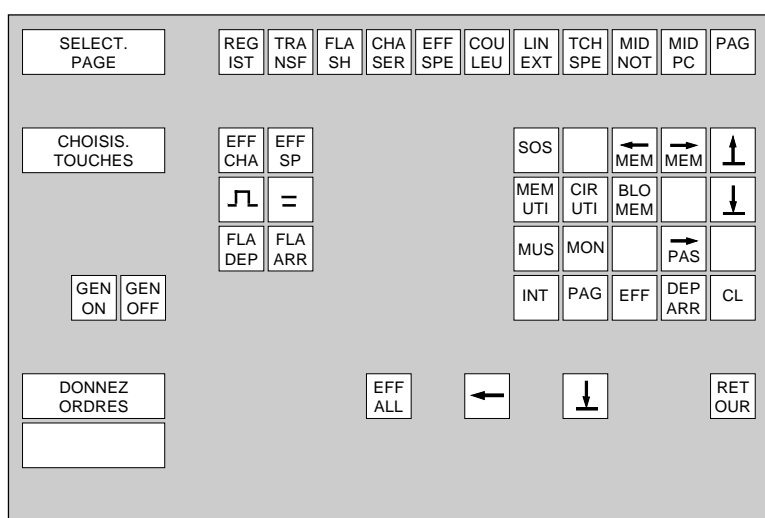 SELECT. REG TRA FLA CHA EFF COU LIN TCH MID MID PAG
PAGE IST NSF SH SER SPE LEU EXT SPE NOT PC
CHOISIS. EFF EFF SOS
TOUCHES CHA SP MEM MEM
=
MEM CIR BLO
UTI UTI MEM
FLA FLA MUS MON
DEP ARR PAS
GEN GEN INT PAG EFF DEP CL
ON OFF ARR
DONNEZ EFF RET
ORDRES ALL OUR